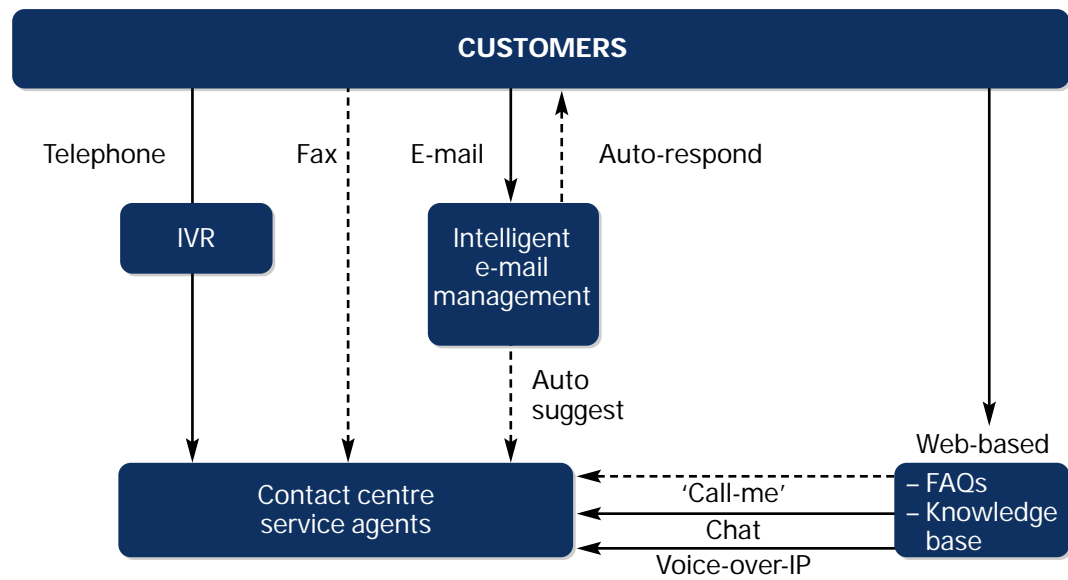 CUSTOMERS
Telephone
Fax
E-mail
Auto-respond
IVR
Intelligent
e-mail
management
Auto
suggest
Web-based
Contact centre
service agents
– FAQs
– Knowledge
base
‘Call-me’
Chat
Voice-over-IP